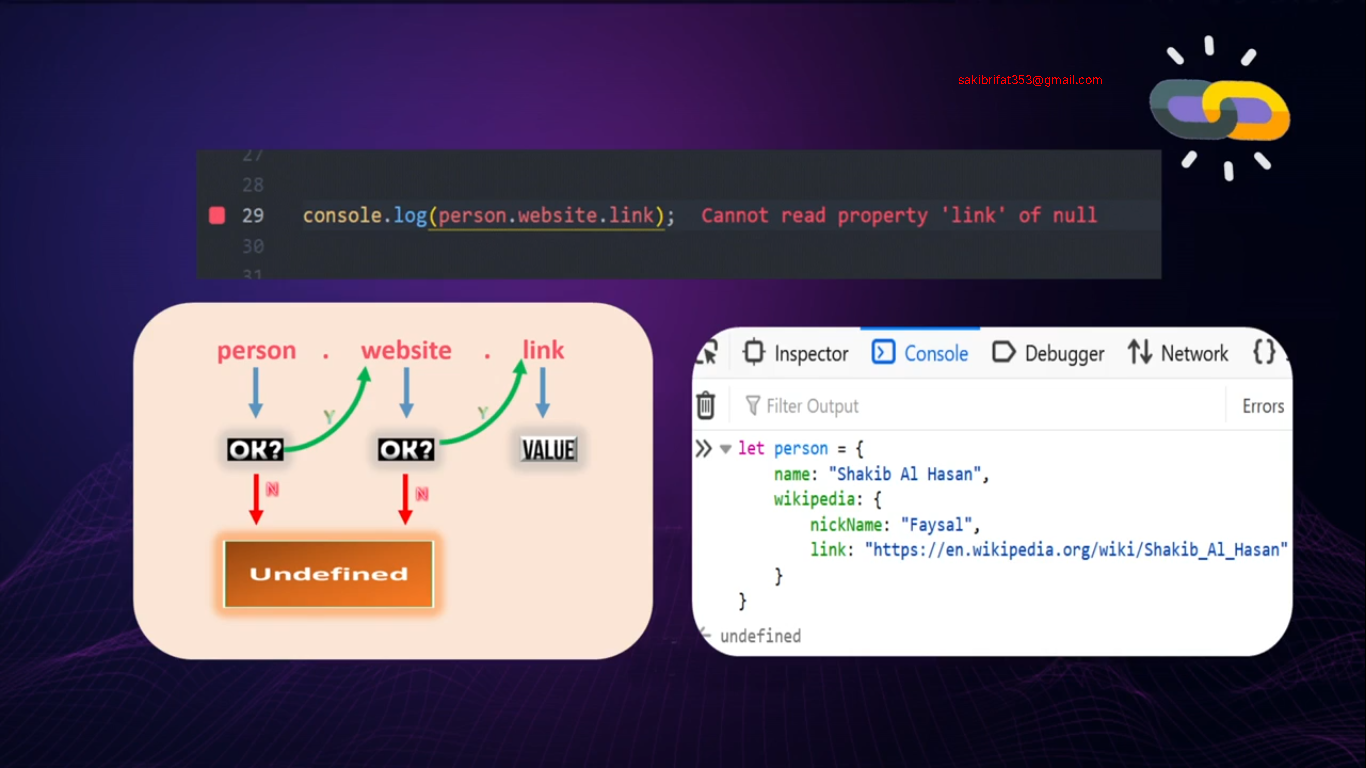 sakibrifat353@gmail.com
27
28
29 console.log(person.website.link); Cannot read property 'link' of null
30
31
person . website . link
Y Y
OK? OK? VALUE
N N
Undefined
Inspector Console Debugger Network {}
Filter Output Errors
>> let person = {
name: "Shakib Al Hasan",
wikipedia: {
nickName: "Faysal",
link: "https://en.wikipedia.org/wiki/Shakib_Al_Hasan"
}
}
undefined